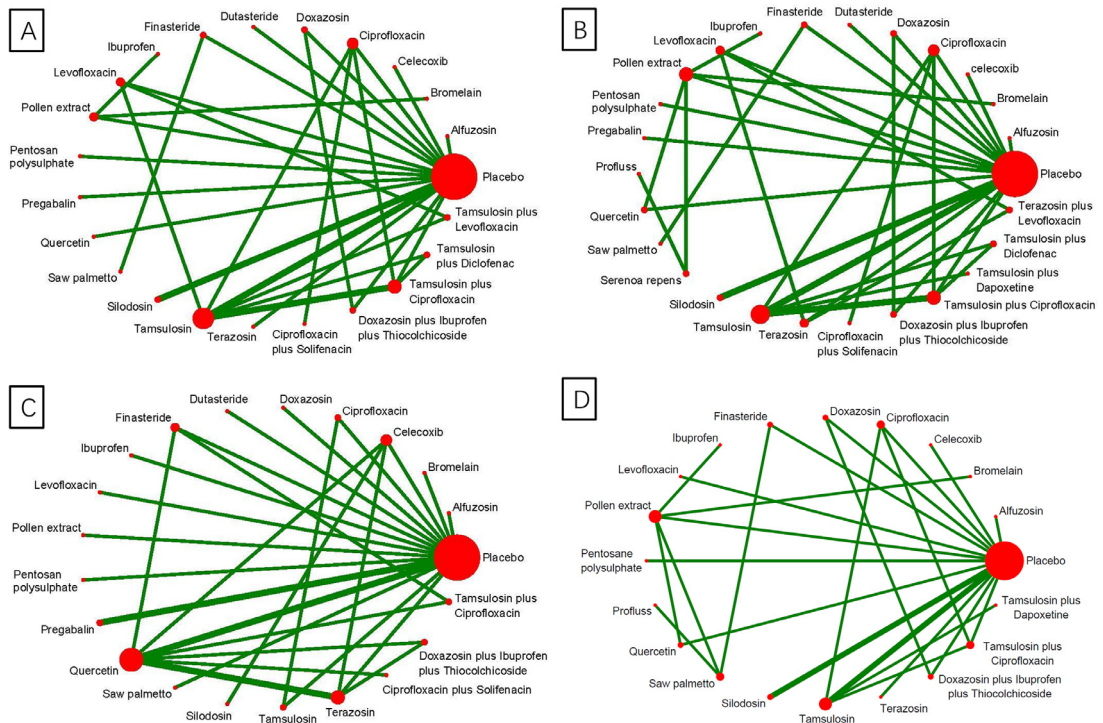 A
Dutasteride
Doxazosin
Finasteride
Ciprofloxacin
Ibuprofen
Celecoxib
Levofloxacin
Bromelain
Pollen extract
Alfuzosin
Pentosan
polysulphate
Placebo
Pregabalin
Tamsulosin plus
Levofloxacin
Quercetin
Tamsulosin
plus Diclofenac
Saw palmetto
Tamsulosin plus
Ciprofloxacin
Silodosin
Doxazosin plus Ibuprofen
plus Thiocolchicoside
Tamsulosin
Terazosin
Ciprofloxacin
plus Solifenacin
B
Finasteride
Dutasteride
Doxazosin
Ibuprofen
Ciprofloxacin
Levofloxacin
celecoxib
Pollen extract
Bromelain
Pentosan
polysulphate
Alfuzosin
Pregabalin
Placebo
Profluss
Terazosin plus
Levofloxacin
Quercetin
Tamsulosin plus
Diclofenac
Saw palmetto
Tamsulosin plus
Dapoxetine
Serenoa repens
Silodosin
Tamsulosin plus Ciprofloxacin
Tamsulosin
Doxazosin plus Ibuprofen
plus Thiocolchicoside
Terazosin
Ciprofloxacin
plus Solifenacin
C
Dutasteride
Doxazosin
Finasteride
Ciprofloxacin
Ibuprofen
Celecoxib
Levofloxacin
Bromelain
Pollen extract
Alfuzosin
Placebo
Pentosan
polysulphate
Tamsulosin plus
Ciprofloxacin
Pregabalin
Quercetin
Doxazosin plus Ibuprofen
plus Thiocolchicoside
Saw palmetto
Ciprofloxacin plus Solifenacin
Silodosin
Tamsulosin
Terazosin
D
Finasteride
Doxazosin
Ciprofloxacin
Ibuprofen
Celecoxib
Levofloxacin
Bromelain
Pollen extract
Alfuzosin
Pentosane
polysulphate
Placebo
Profluss
Tamsulosin plus
Dapoxetine
Quercetin
Tamsulosin plus
Ciprofloxacin
Saw palmetto
Doxazosin plus Ibuprofen
plus Thiocolchicoside
Silodosin
Tamsulosin
Terazosin